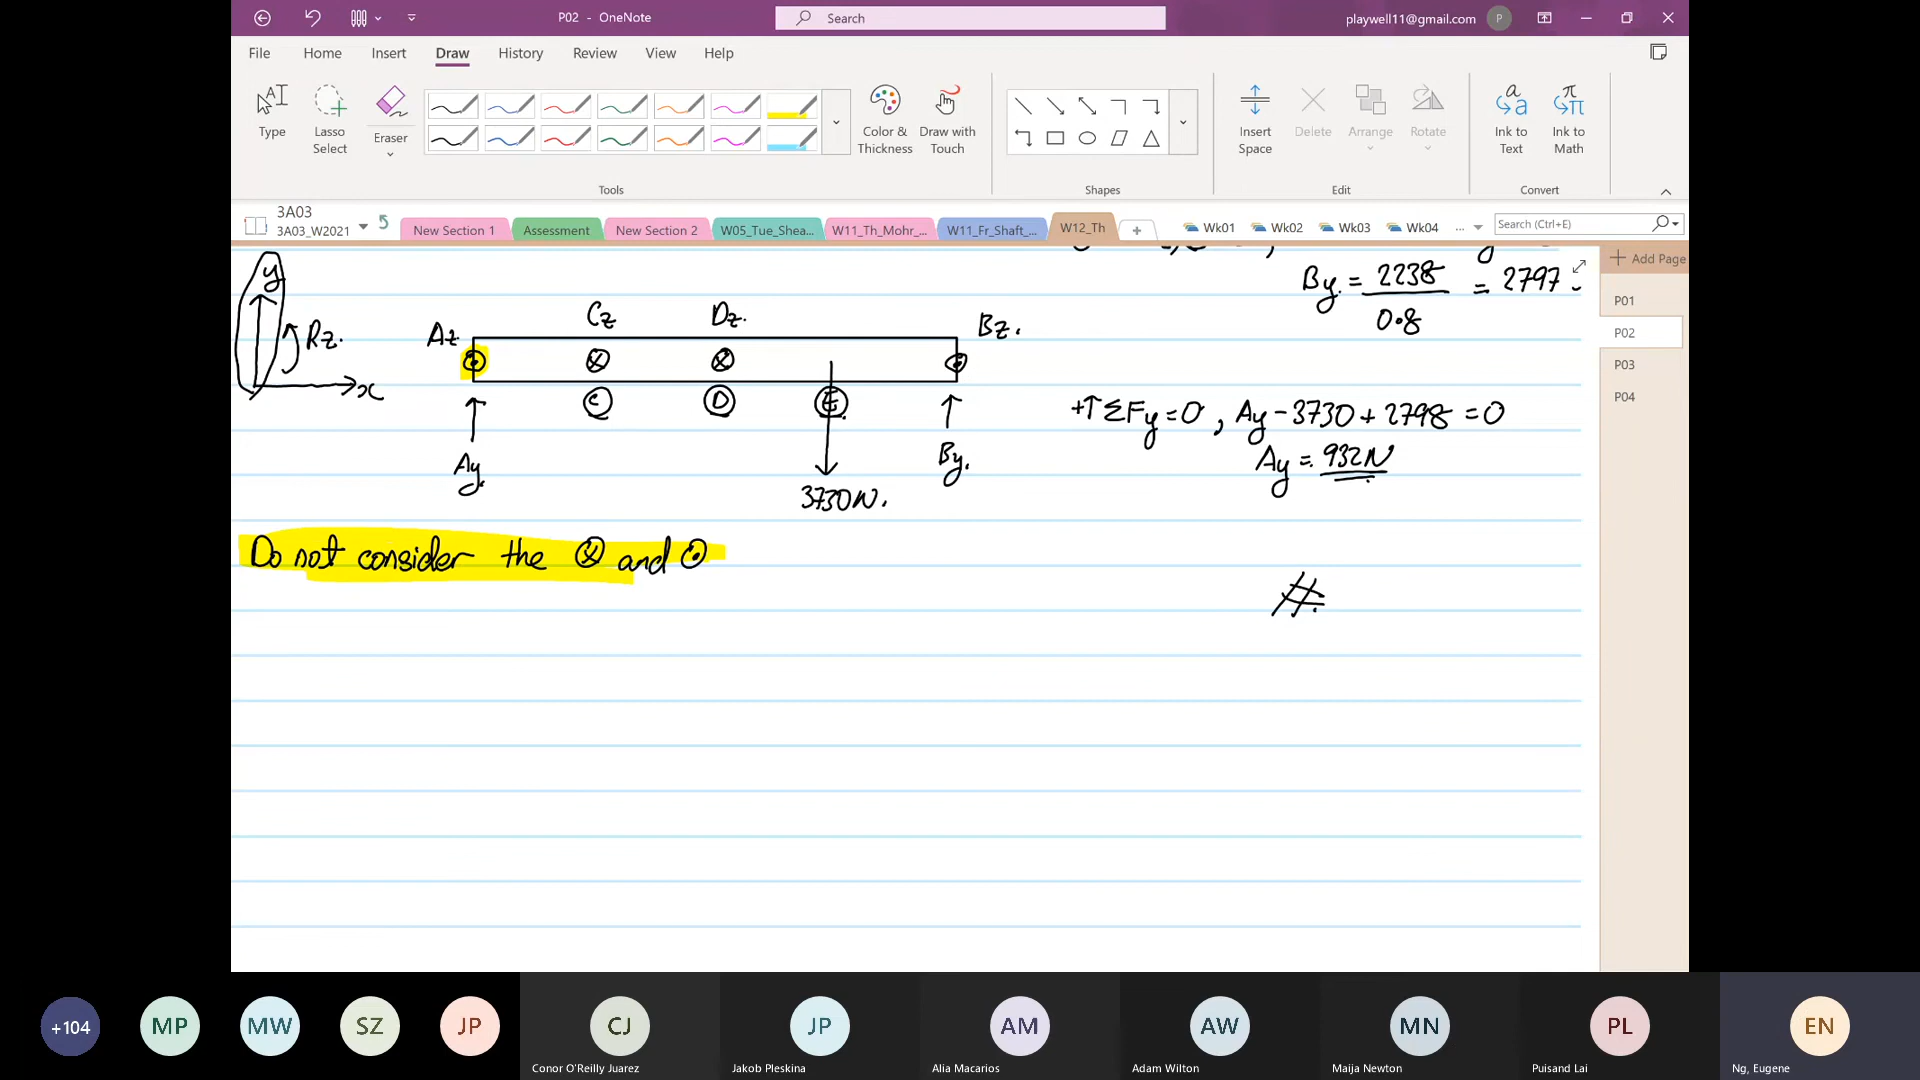 P02 - OneNote
Search
playwell11@gmail.com
P
File Home Insert Draw History Review View Help
Type
Lasso Select
Eraser
Color & Thickness
Draw with Touch
Insert Space
Delete
Arrange
Rotate
Ink to Text
Ink to Math
Tools
Shapes
Edit
Convert
3A03
3A03_W2021
New Section 1
Assessment
New Section 2
W05_Tue_Shea...
W11_Th_Mohr_...
W11_Fr_Shaft_...
W12_Th
Wk01
Wk02
Wk03
Wk04
...
Search (Ctrl+E)
Add Page
P01
P02
P03
P04
y
Rz.
x
Az.
Cz
Dz.
Bz.
C
D
E
Ay.
By.
3730N.
By. = 2238 / 0.8 = 2797
+↑ΣFy=0, Ay-3730+2798=0
Ay = 932N
Do not consider the ⊗ and ⊙
#.
+104
MP
MW
SZ
JP
CJ
Conor O'Reilly Juarez
JP
Jakob Pleskina
AM
Alia Macarios
AW
Adam Wilton
MN
Maija Newton
PL
Puisand Lai
EN
Ng, Eugene